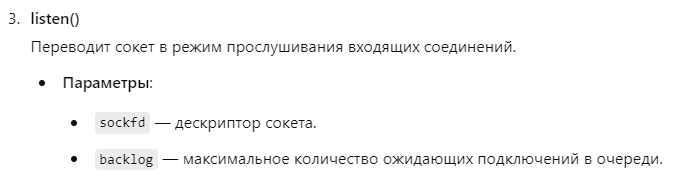 3. listen()
Переводит сокет в режим прослушивания входящих соединений.
• Параметры:
• sockfd — дескриптор сокета.
• backlog — максимальное количество ожидающих подключений в очереди.